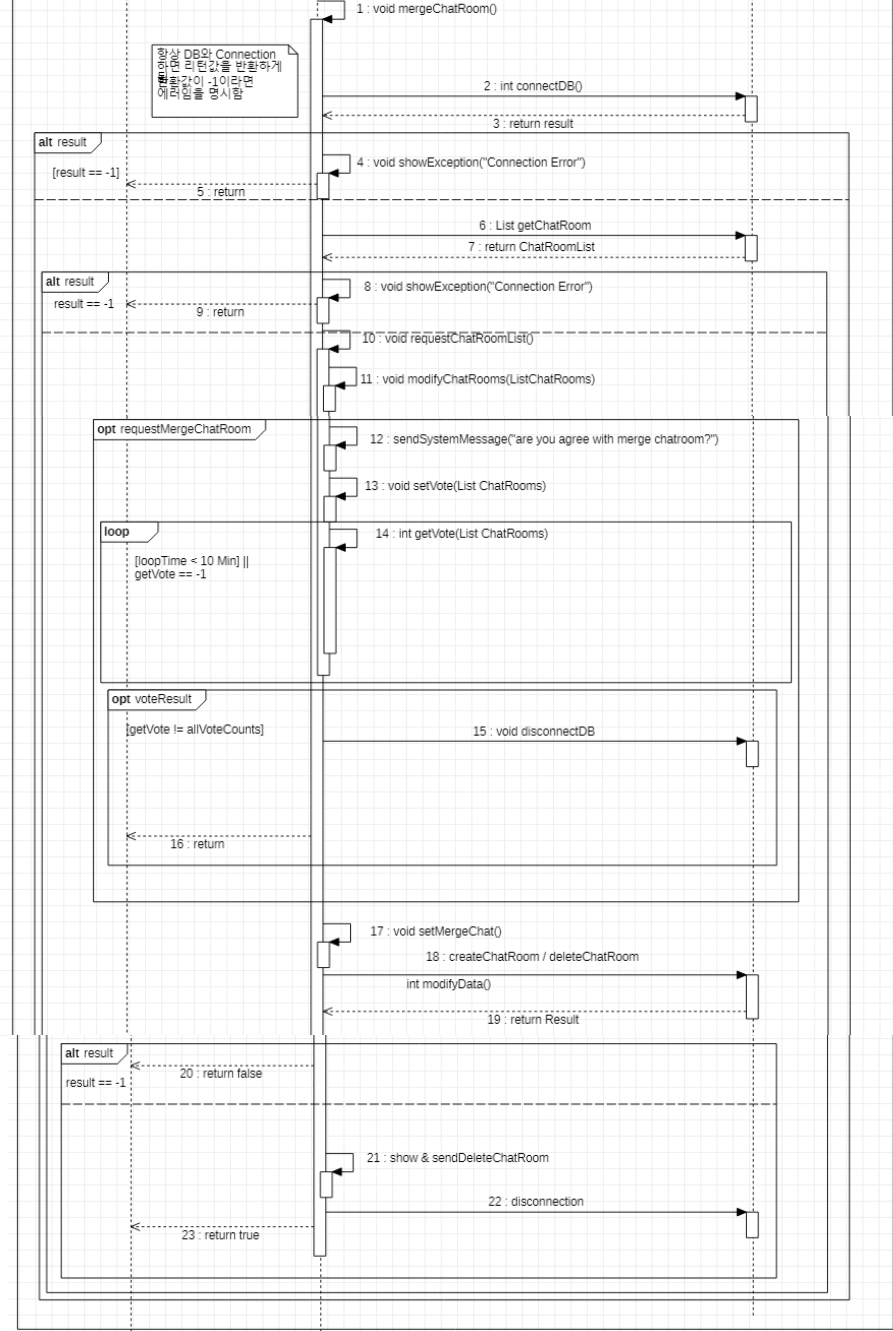 1 : void mergeChatRoom()
항상 DB와 Connection
하면 리턴값을 반환하게
반환값이 -1이라면
에러임을 명시함
2 : int connectDB()
3 : return result
alt result
4 : void showException("Connection Error")
[result == -1]
5 : return
6 : List getChatRoom
7 : return ChatRoomList
alt result
8 : void showException("Connection Error")
result == -1
9 : return
10 : void requestChatRoomList()
11 : void modifyChatRooms(ListChatRooms)
opt requestMergeChatRoom
12 : sendSystemMessage("are you agree with merge chatroom?")
13 : void setVote(List ChatRooms)
loop
14 : int getVote(List ChatRooms)
[loopTime < 10 Min] ||
getVote == -1
opt voteResult
[getVote != allVoteCounts]
15 : void disconnectDB
16 : return
17 : void setMergeChat()
18 : createChatRoom / deleteChatRoom
int modifyData()
19 : return Result
alt result
20 : return false
result == -1
21 : show & sendDeleteChatRoom
22 : disconnection
23 : return true